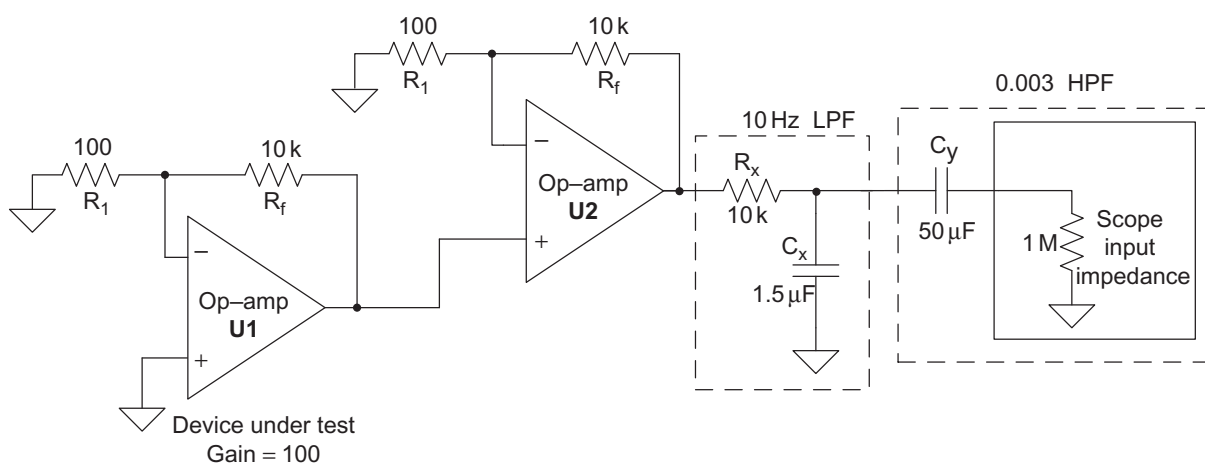 100
R1
10 k
Rf
−
+
Op–amp
U1
Device under test
Gain = 100
100
R1
10 k
Rf
−
+
Op–amp
U2
10 Hz LPF
Rx
10 k
Cx
1.5 μF
0.003 HPF
Cy
50 μF
1 M
Scope
input
impedance